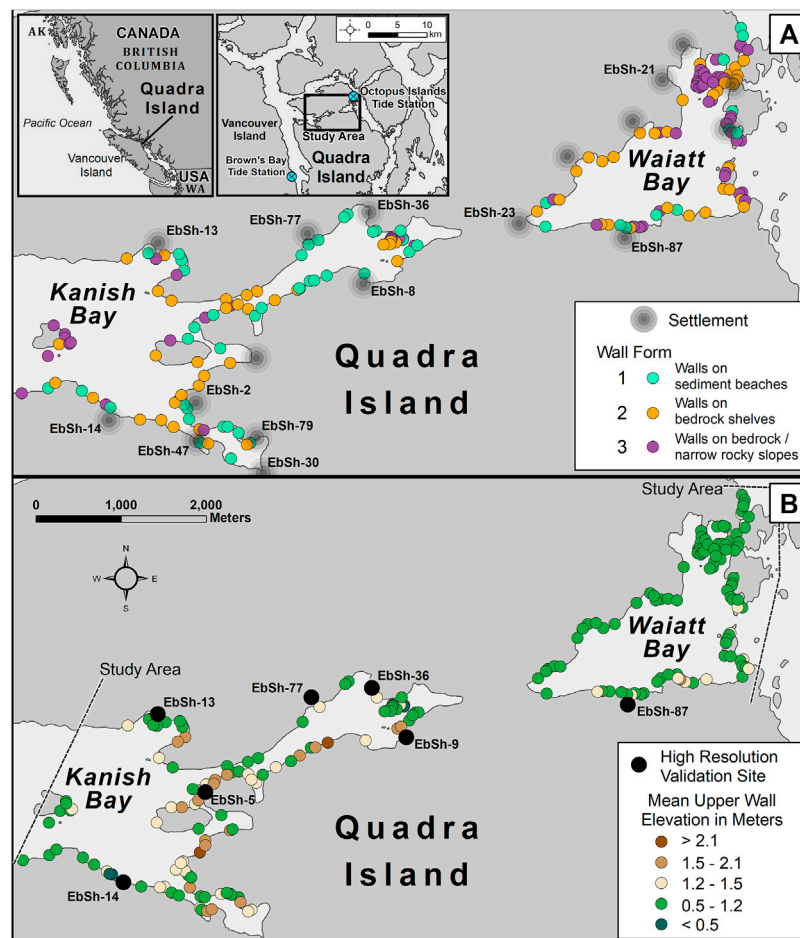 A
AK
CANADA
BRITISH
COLUMBIA
Quadra
Island
Pacific Ocean
Vancouver
Island
USA
WA
0 5 10
km
Octopus Islands
Tide Station
Vancouver
Island
Study Area
Brown's Bay
Tide Station
Quadra
Island
EbSh-21
Waiatt
Bay
EbSh-23
EbSh-87
EbSh-36
EbSh-77
EbSh-13
EbSh-8
Kanish
Bay
Quadra
Island
EbSh-2
EbSh-14
EbSh-79
EbSh-47
EbSh-30
Settlement
Wall Form
1 Walls on
sediment beaches
2 Walls on
bedrock shelves
3 Walls on bedrock /
narrow rocky slopes
B
Study Area
0 1,000 2,000
Meters
N
W E
S
Waiatt
Bay
Study Area
EbSh-36
EbSh-77
EbSh-13
EbSh-87
EbSh-9
Kanish
Bay
EbSh-5
Quadra
Island
EbSh-14
High Resolution
Validation Site
Mean Upper Wall
Elevation in Meters
> 2.1
1.5 - 2.1
1.2 - 1.5
0.5 - 1.2
< 0.5